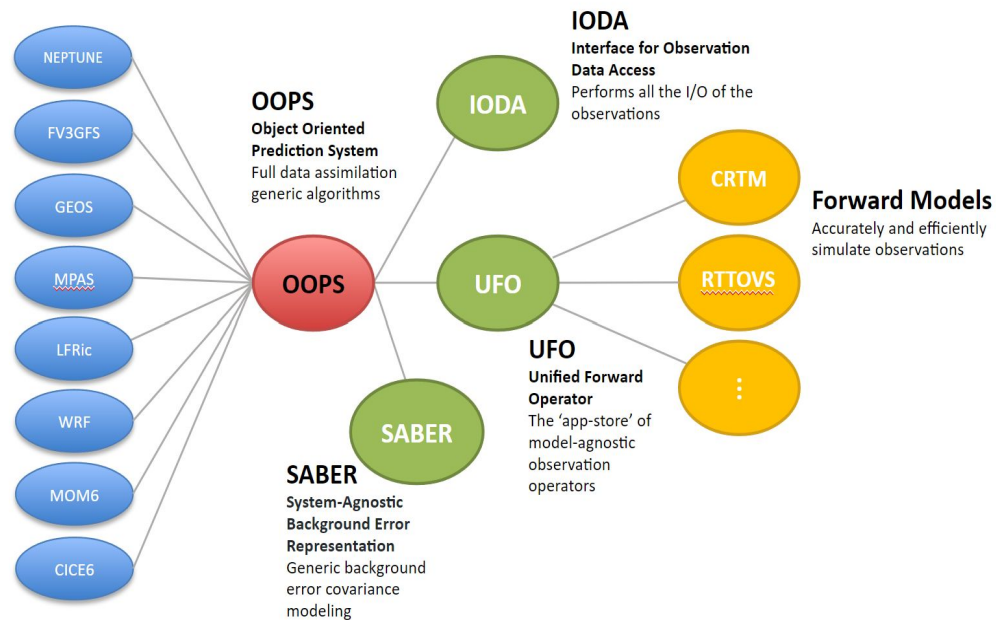 NEPTUNE
FV3GFS
GEOS
MPAS
LFRic
WRF
MOM6
CICE6
OOPS
Object Oriented
Prediction System
Full data assimilation
generic algorithms
OOPS
IODA
IODA
Interface for Observation
Data Access
Performs all the I/O of the
observations
UFO
UFO
Unified Forward
Operator
The ‘app-store’ of
model-agnostic
observation
operators
SABER
SABER
System-Agnostic
Background Error
Representation
Generic background
error covariance
modeling
CRTM
RTTOVS
⋮
Forward Models
Accurately and efficiently
simulate observations